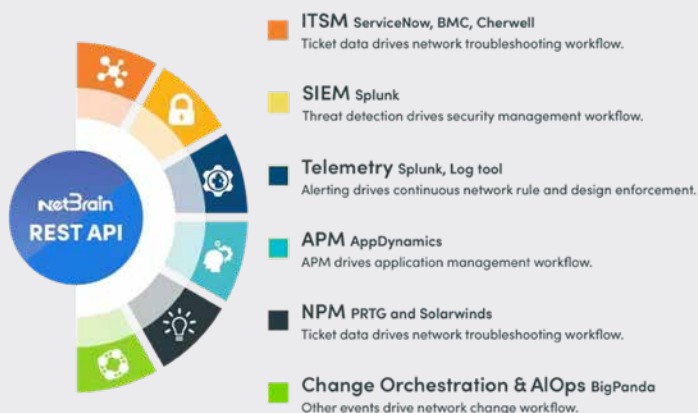 ITSM ServiceNow, BMC, Cherwell
Ticket data drives network troubleshooting workflow.
SIEM Splunk
Threat detection drives security management workflow.
Telemetry Splunk, Log tool
Alerting drives continuous network rule and design enforcement.
NetBrain
REST API
APM AppDynamics
APM drives application management workflow.
NPM PRTG and Solarwinds
Ticket data drives network troubleshooting workflow.
Change Orchestration & AIOps BigPanda
Other events drive network change workflow.